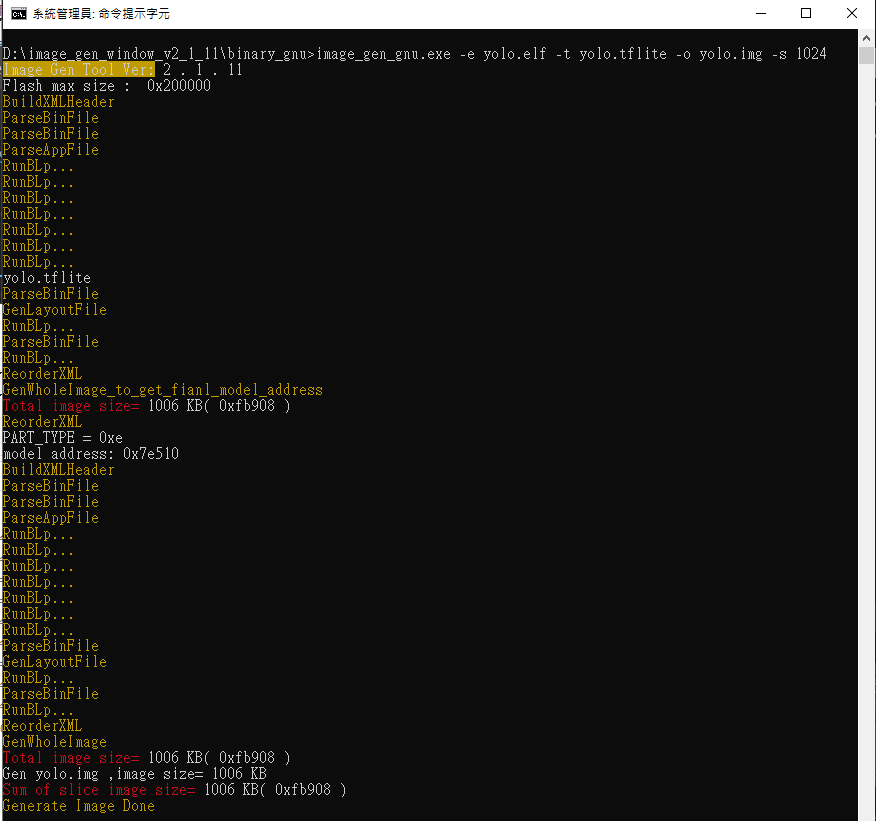 系統管理員: 命令提示字元
D:\image_gen_window_v2_1_11\binary_gnu>image_gen_gnu.exe -e yolo.elf -t yolo.tflite -o yolo.img -s 1024
Image Gen Tool Ver: 2 . 1 . 11
Flash max size :  0x200000
BuildXMLHeader
ParseBinFile
ParseBinFile
ParseAppFile
RunBLp...
RunBLp...
RunBLp...
RunBLp...
RunBLp...
RunBLp...
RunBLp...
yolo.tflite
ParseBinFile
GenLayoutFile
RunBLp...
ParseBinFile
RunBLp...
ReorderXML
GenWholeImage_to_get_fianl_model_address
Total image size= 1006 KB( 0xfb908 )
ReorderXML
PART_TYPE = 0xe
model address: 0x7e510
BuildXMLHeader
ParseBinFile
ParseBinFile
ParseAppFile
RunBLp...
RunBLp...
RunBLp...
RunBLp...
RunBLp...
RunBLp...
RunBLp...
ParseBinFile
GenLayoutFile
RunBLp...
ParseBinFile
RunBLp...
ReorderXML
GenWholeImage
Total image size= 1006 KB( 0xfb908 )
Gen yolo.img ,image size= 1006 KB
Sum of slice image size= 1006 KB( 0xfb908 )
Generate Image Done